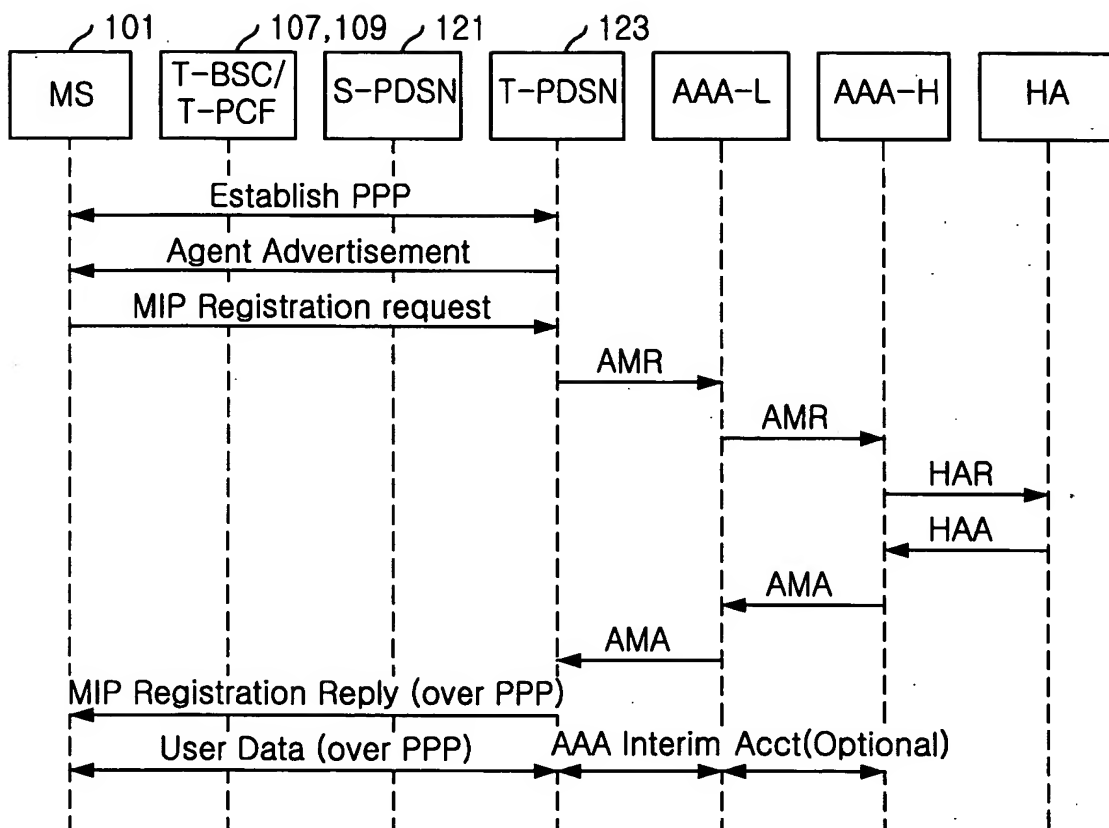 101
107,109
121
123
MS
T-BSC/
T-PCF
S-PDSN
T-PDSN
AAA-L
AAA-H
HA
Establish PPP
Agent Advertisement
MIP Registration request
AMR
AMR
HAR
HAA
AMA
AMA
MIP Registration Reply (over PPP)
User Data (over PPP)
AAA Interim Acct(Optional)